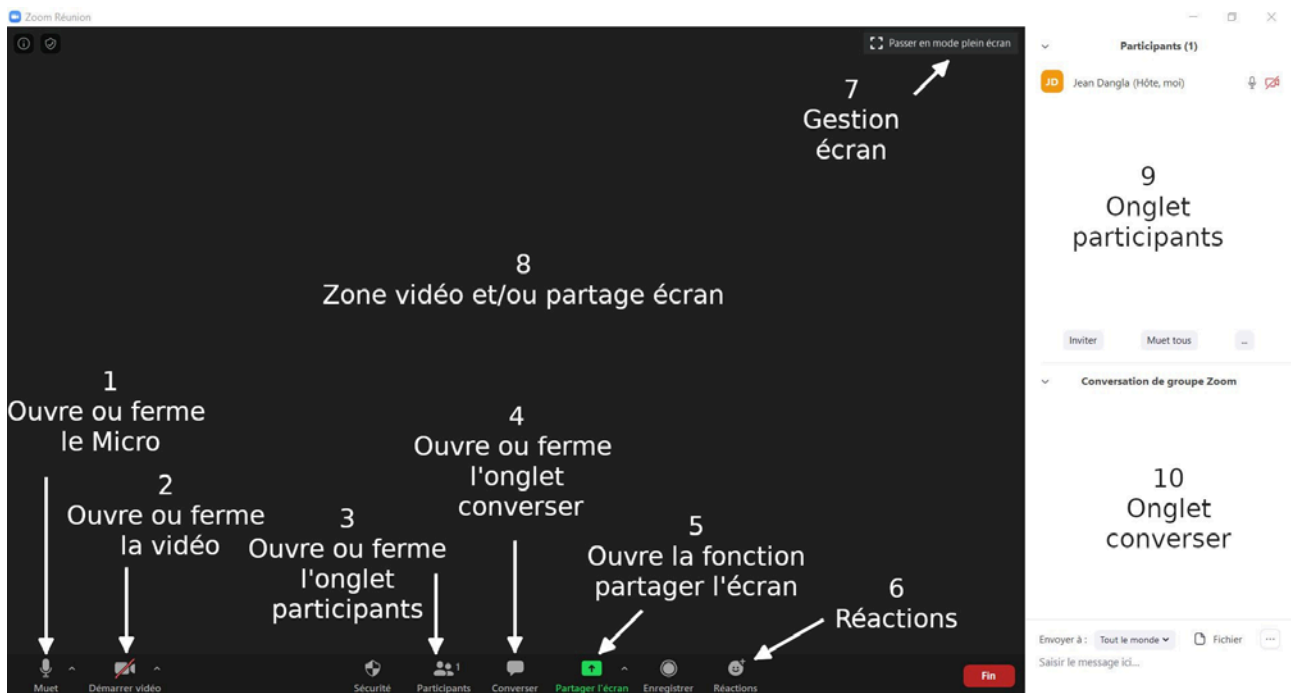 Zoom Réunion
Passer en mode plein écran
7
Gestion
écran
8
Zone vidéo et/ou partage écran
1
Ouvre ou ferme
le Micro
2
Ouvre ou ferme
la vidéo
3
Ouvre ou ferme
l'onglet
participants
4
Ouvre ou ferme
l'onglet
converser
5
Ouvre la fonction
partager l'écran
6
Réactions
Muet
Démarrer vidéo
Sécurité
Participants 1
Converser
Partager l'écran
Enregistrer
Réactions
Fin
Participants (1)
JD Jean Dangla (Hôte, moi)
9
Onglet
participants
Inviter Muet tous ...
Conversation de groupe Zoom
10
Onglet
converser
Envoyer à : Tout le monde Fichier ...
Saisir le message ici...